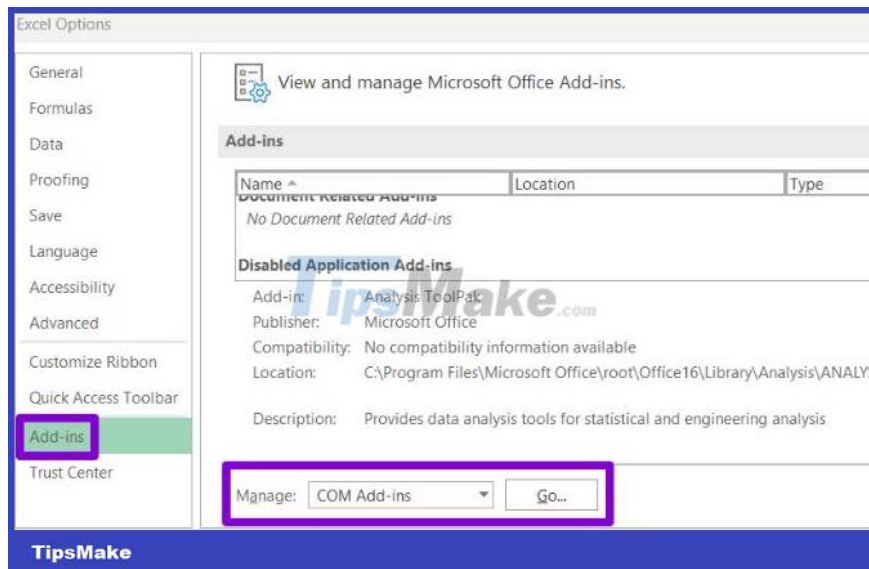 Excel Options
General
Formulas
Data
Proofing
Save
Language
Accessibility
Advanced
Customize Ribbon
Quick Access Toolbar
Add-ins
Trust Center
View and manage Microsoft Office Add-ins.
Add-ins
Name Location Type
Document Related Add-ins
No Document Related Add-ins
Disabled Application Add-ins
TipsMake.com
Add-in: Analysis ToolPak
Publisher: Microsoft Office
Compatibility: No compatibility information available
Location: C:\Program Files\Microsoft Office\root\Office16\Library\Analysis\ANALY
Description: Provides data analysis tools for statistical and engineering analysis
Manage: COM Add-ins Go...
TipsMake